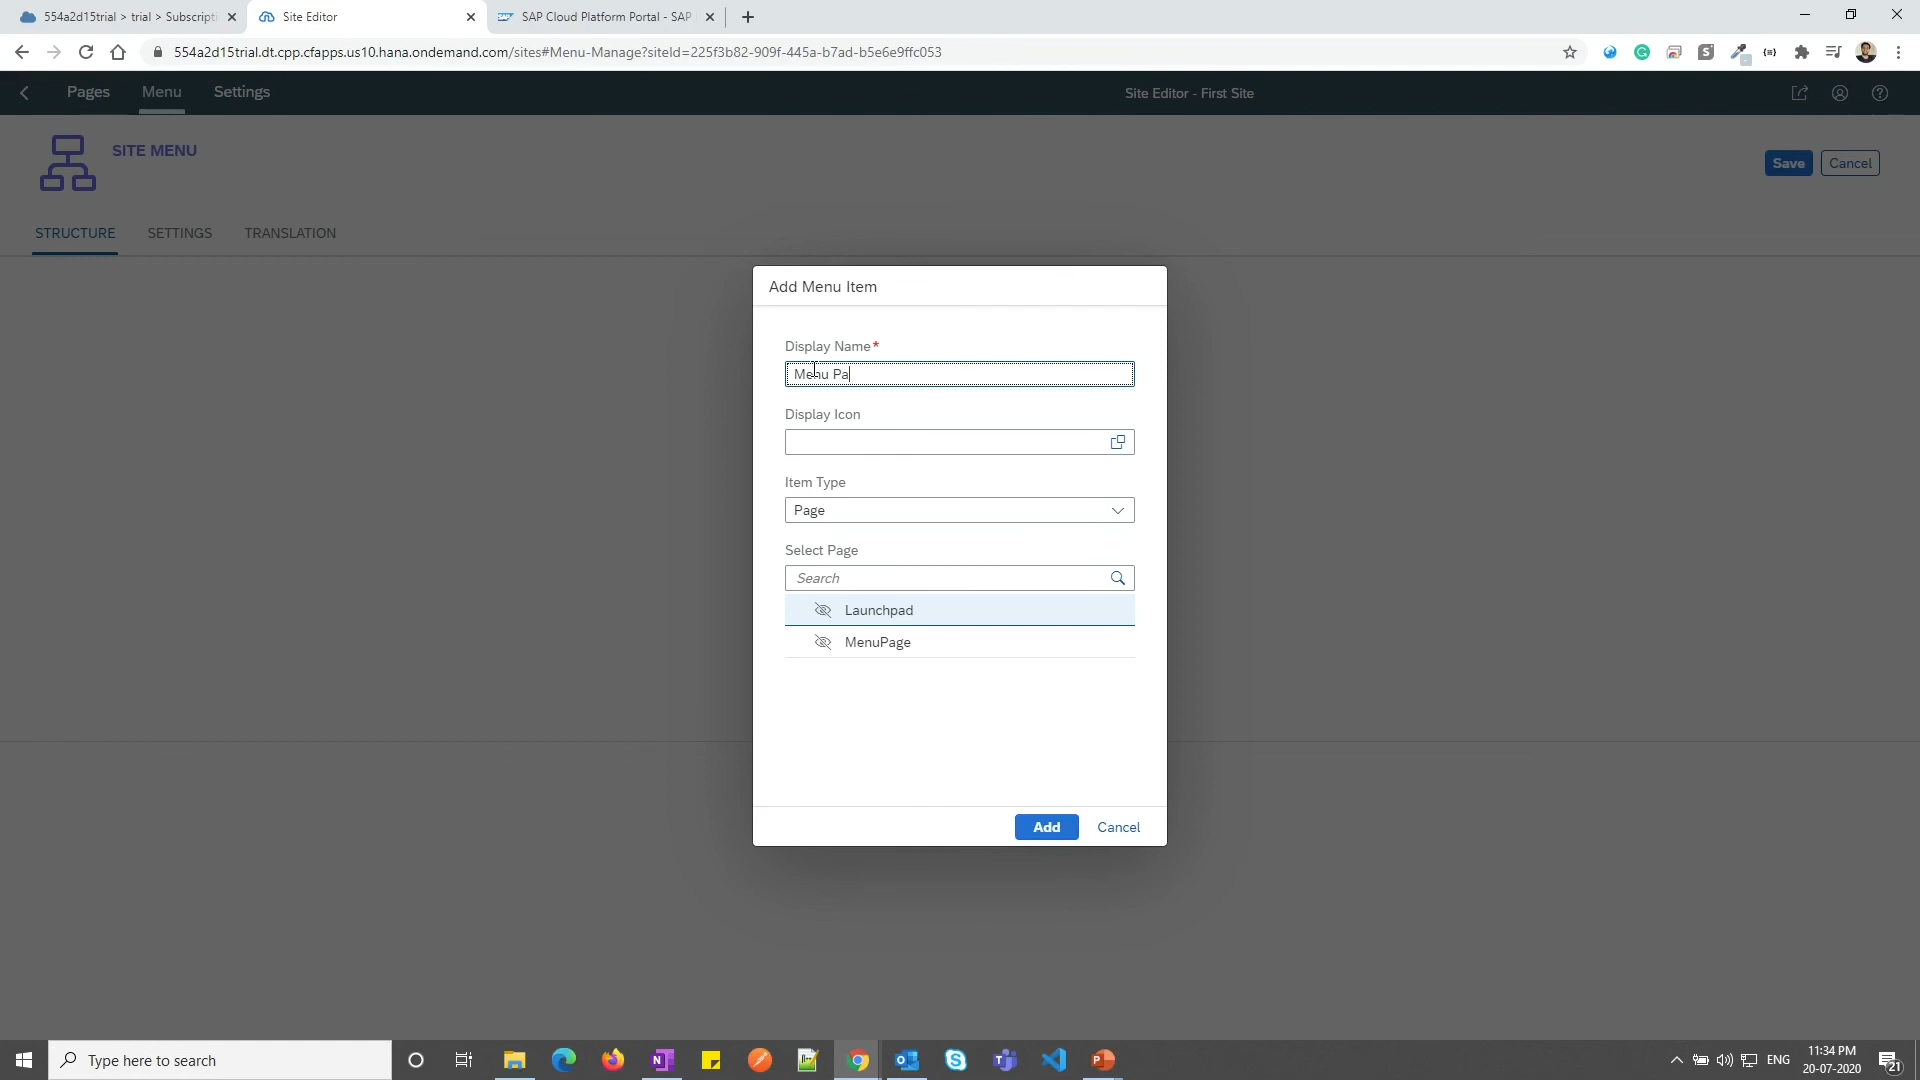 554a2d15trial > trial > Subscripti
Site Editor
SAP Cloud Platform Portal - SAP
554a2d15trial.dt.cpp.cfapps.us10.hana.ondemand.com/sites#Menu-Manage?siteId=225f3b82-909f-445a-b7ad-b5e6e9ffc053
Pages
Menu
Settings
Site Editor - First Site
SITE MENU
Save
Cancel
STRUCTURE
SETTINGS
TRANSLATION
Add Menu Item
Display Name*
Menu Pa
Display Icon
Item Type
Page
Select Page
Search
Launchpad
MenuPage
Add
Cancel
Type here to search
ENG
11:34 PM
20-07-2020
21